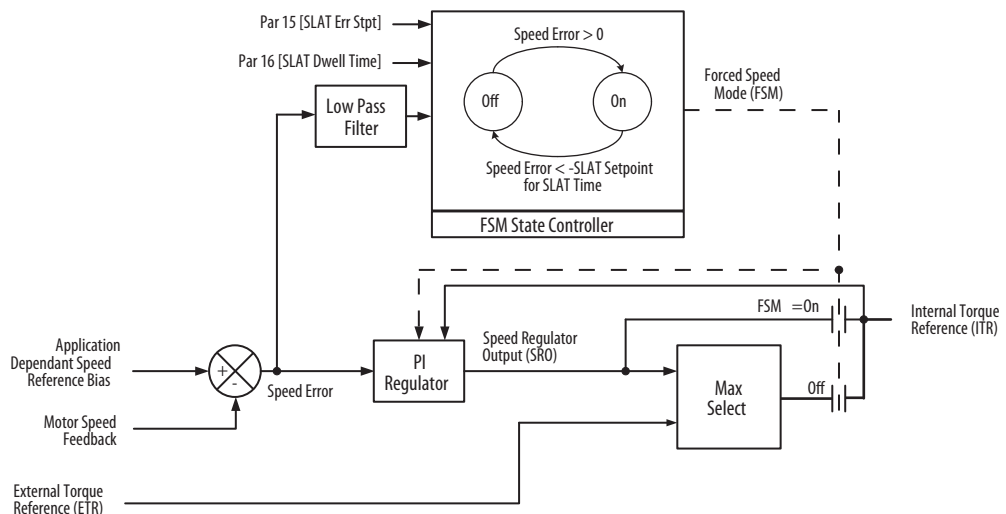 Par 15 [SLAT Err Stpt]
Par 16 [SLAT Dwell Time]
Low Pass
Filter
Speed Error > 0
Off
On
Speed Error < -SLAT Setpoint
for SLAT Time
FSM State Controller
Forced Speed
Mode (FSM)
Application
Dependant Speed
Reference Bias
+
-
Speed Error
Motor Speed
Feedback
PI
Regulator
Speed Regulator
Output (SRO)
FSM =On
Internal Torque
Reference (ITR)
Max
Select
Off
External Torque
Reference (ETR)